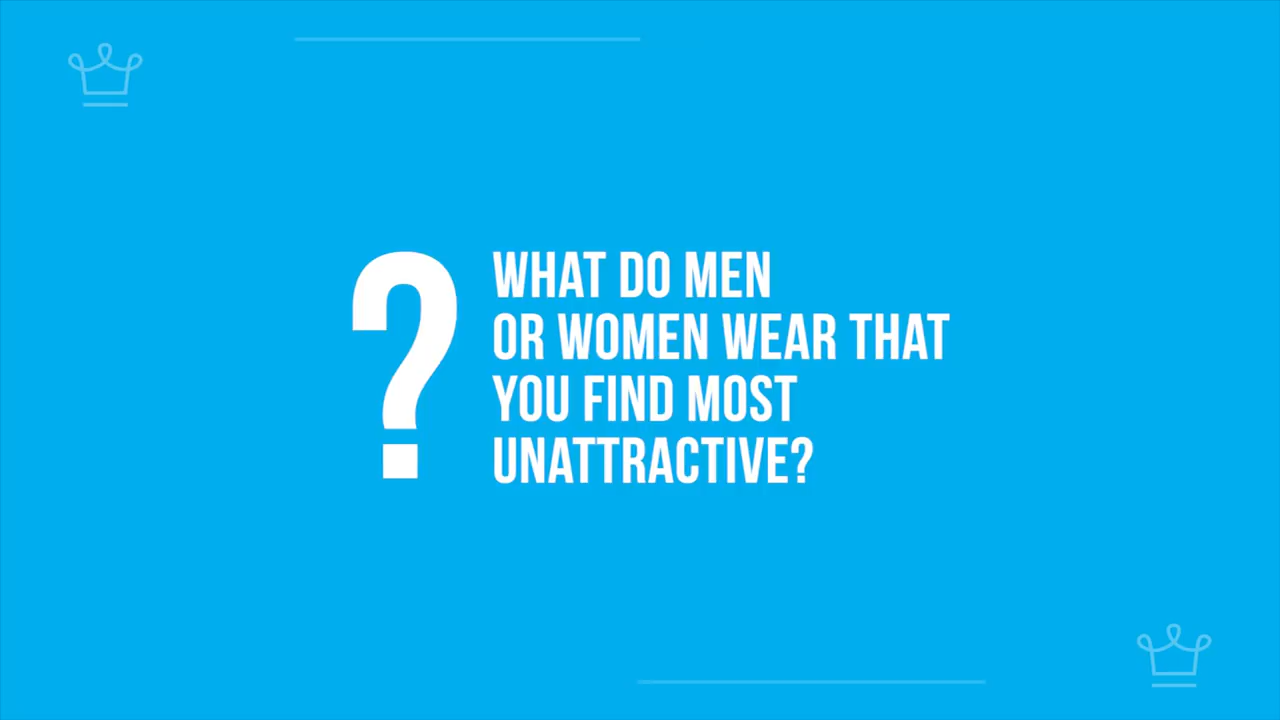 ?
WHAT DO MEN
OR WOMEN WEAR THAT
YOU FIND MOST
UNATTRACTIVE?